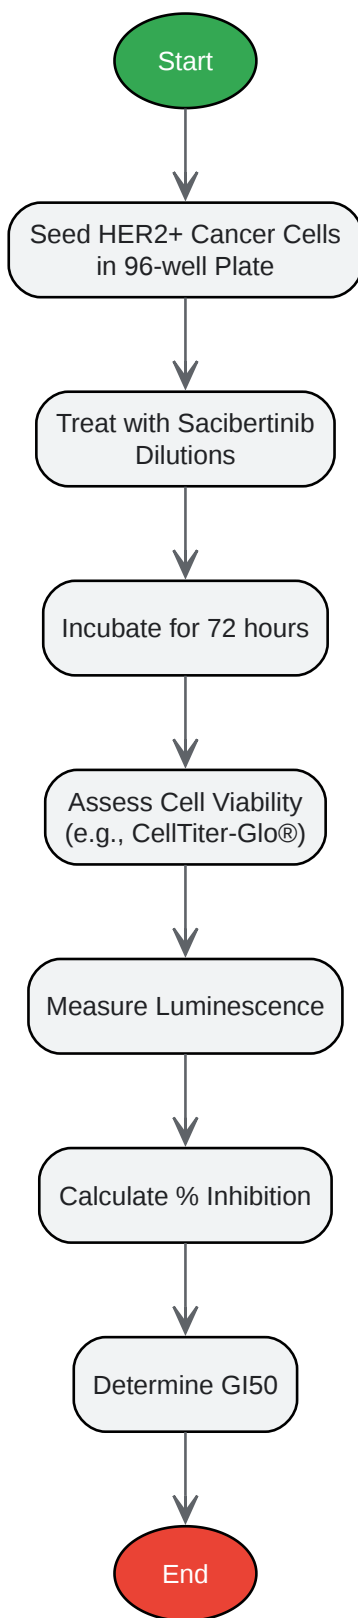 Start
Seed HER2+ Cancer Cells
in 96-well Plate
Treat with Sacibertinib
Dilutions
Incubate for 72 hours
Assess Cell Viability
(e.g., CellTiter-Glo®)
Measure Luminescence
Calculate % Inhibition
Determine GI50
End